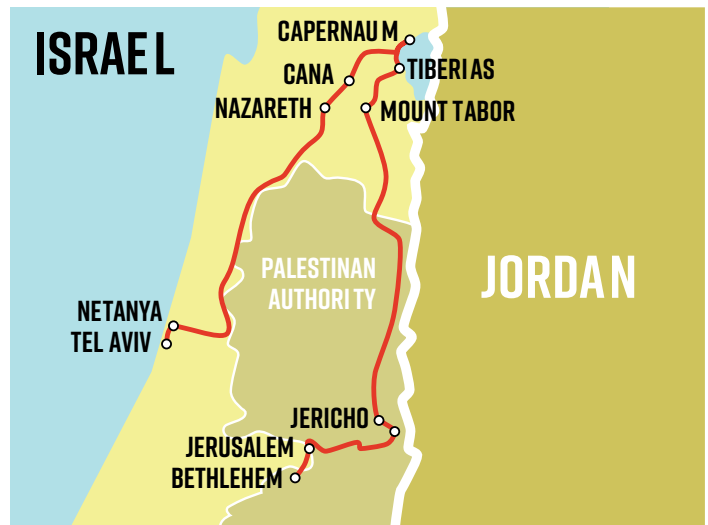 ISRAEL
CAPERNAUM
CANA
TIBERIAS
NAZARETH
MOUNT TABOR
PALESTINAN
AUTHORITY
JORDAN
NETANYA
TEL AVIV
JERICHO
JERUSALEM
BETHLEHEM